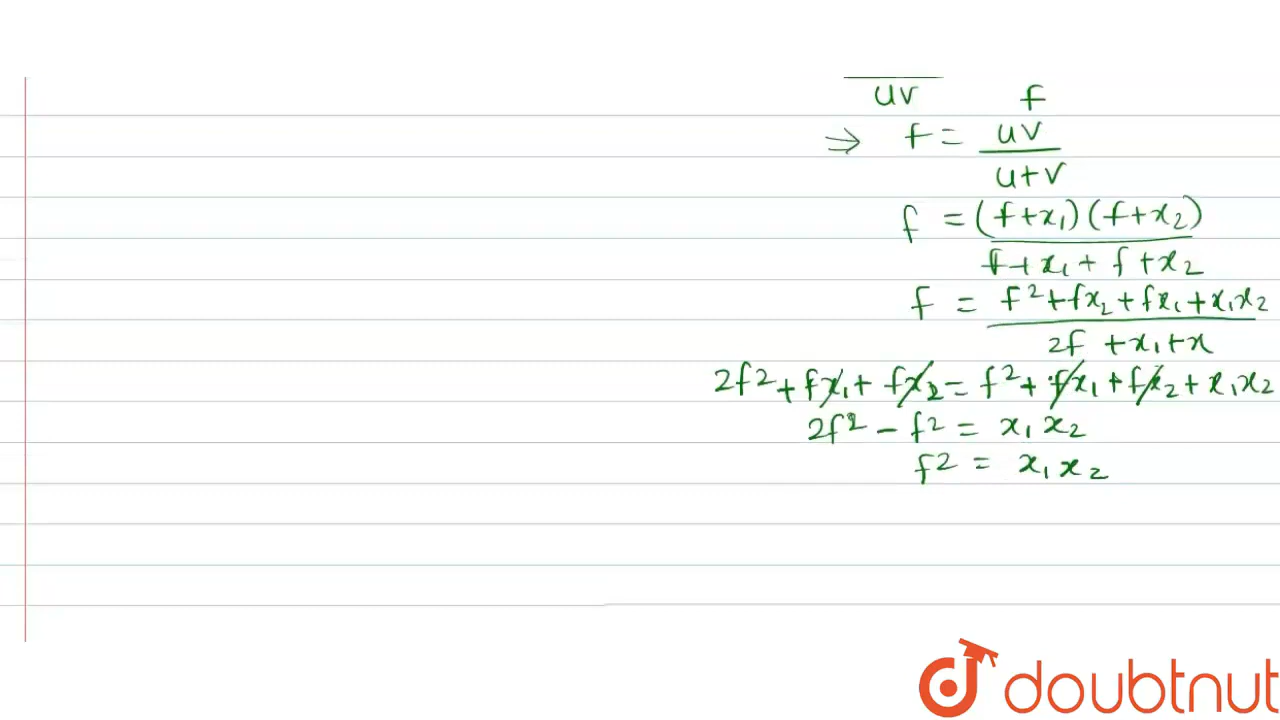 uv f
⇒ f = uv
u+v
f = (f+x₁)(f+x₂)
f+x₁+f+x₂
f = f²+fx₂+fx₁+x₁x₂
2f+x₁+x
2f²+fx₁+fx₂=f²+fx₁+fx₂+x₁x₂
2f²-f²=x₁x₂
f²=x₁x₂
doubtnut